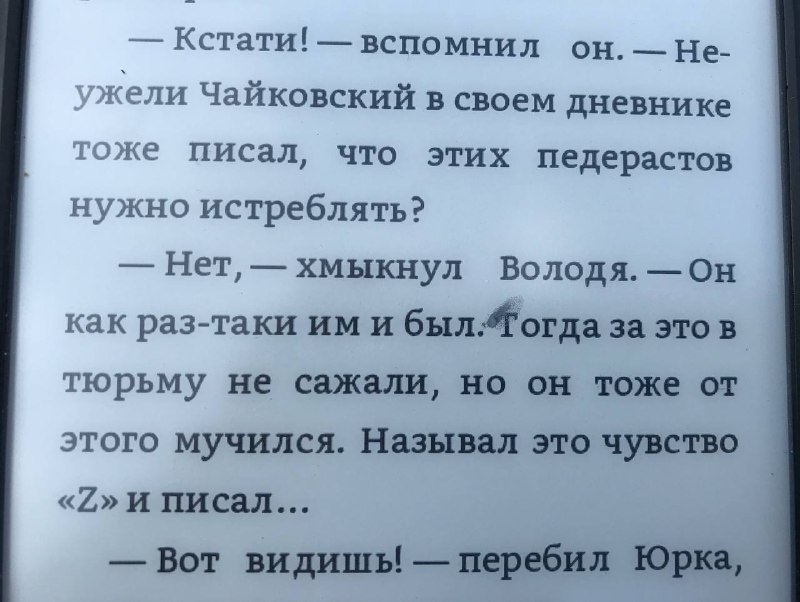 — Кстати! — вспомнил он. — Не-
ужели Чайковский в своем дневнике
тоже писал, что этих педерастов
нужно истреблять?
— Нет, — хмыкнул Володя. — Он
как раз-таки им и был. Тогда за это в
тюрьму не сажали, но он тоже от
этого мучился. Называл это чувство
«Z» и писал...
— Вот видишь! — перебил Юрка,